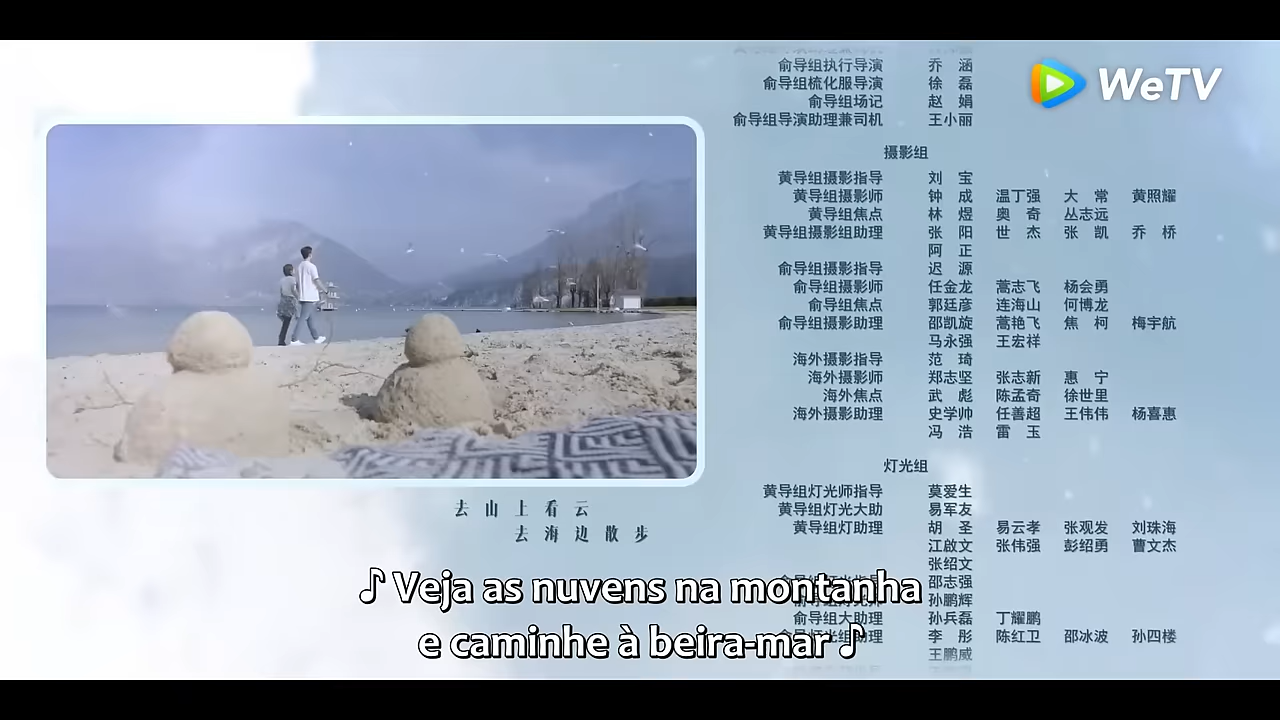 WeTV
俞导组执行导演 乔 涵
俞导组梳化服导演 徐 磊
俞导组场记 赵 娟
俞导组导演助理兼司机 王小丽
摄影组
黄导组摄影指导 刘 宝
黄导组摄影师 钟 成 温丁强 大 常 黄照耀
黄导组焦点 林 煜 奥 奇 丛志远
黄导组摄影组助理 张 阳 世 杰 张 凯 乔 桥
阿 正
俞导组摄影指导 迟 源
俞导组摄影师 任金龙 蒿志飞 杨会勇
俞导组焦点 郭廷彦 连海山 何博龙
俞导组摄影助理 邵凯旋 蒿艳飞 焦 柯 梅宇航
马永强 王宏祥
海外摄影指导 范 琦
海外摄影师 郑志坚 张志新 惠 宁
海外焦点 武 彪 陈孟奇 徐世里
海外摄影助理 史学帅 任善超 王伟伟 杨喜惠
冯 浩 雷 玉
灯光组
黄导组灯光师指导 莫爱生
黄导组灯光大助 易军友
黄导组灯助理 胡 圣 易云孝 张观发 刘珠海
江啟文 张伟强 彭绍勇 曹文杰
张绍文
邵志强
孙鹏辉
俞导组大助理 孙兵磊 丁耀鹏
李 彤 陈红卫 邵冰波 孙四楼
王鹏威
去山上看云
去海边散步
♪ Veja as nuvens na montanha
e caminhe à beira-mar ♪